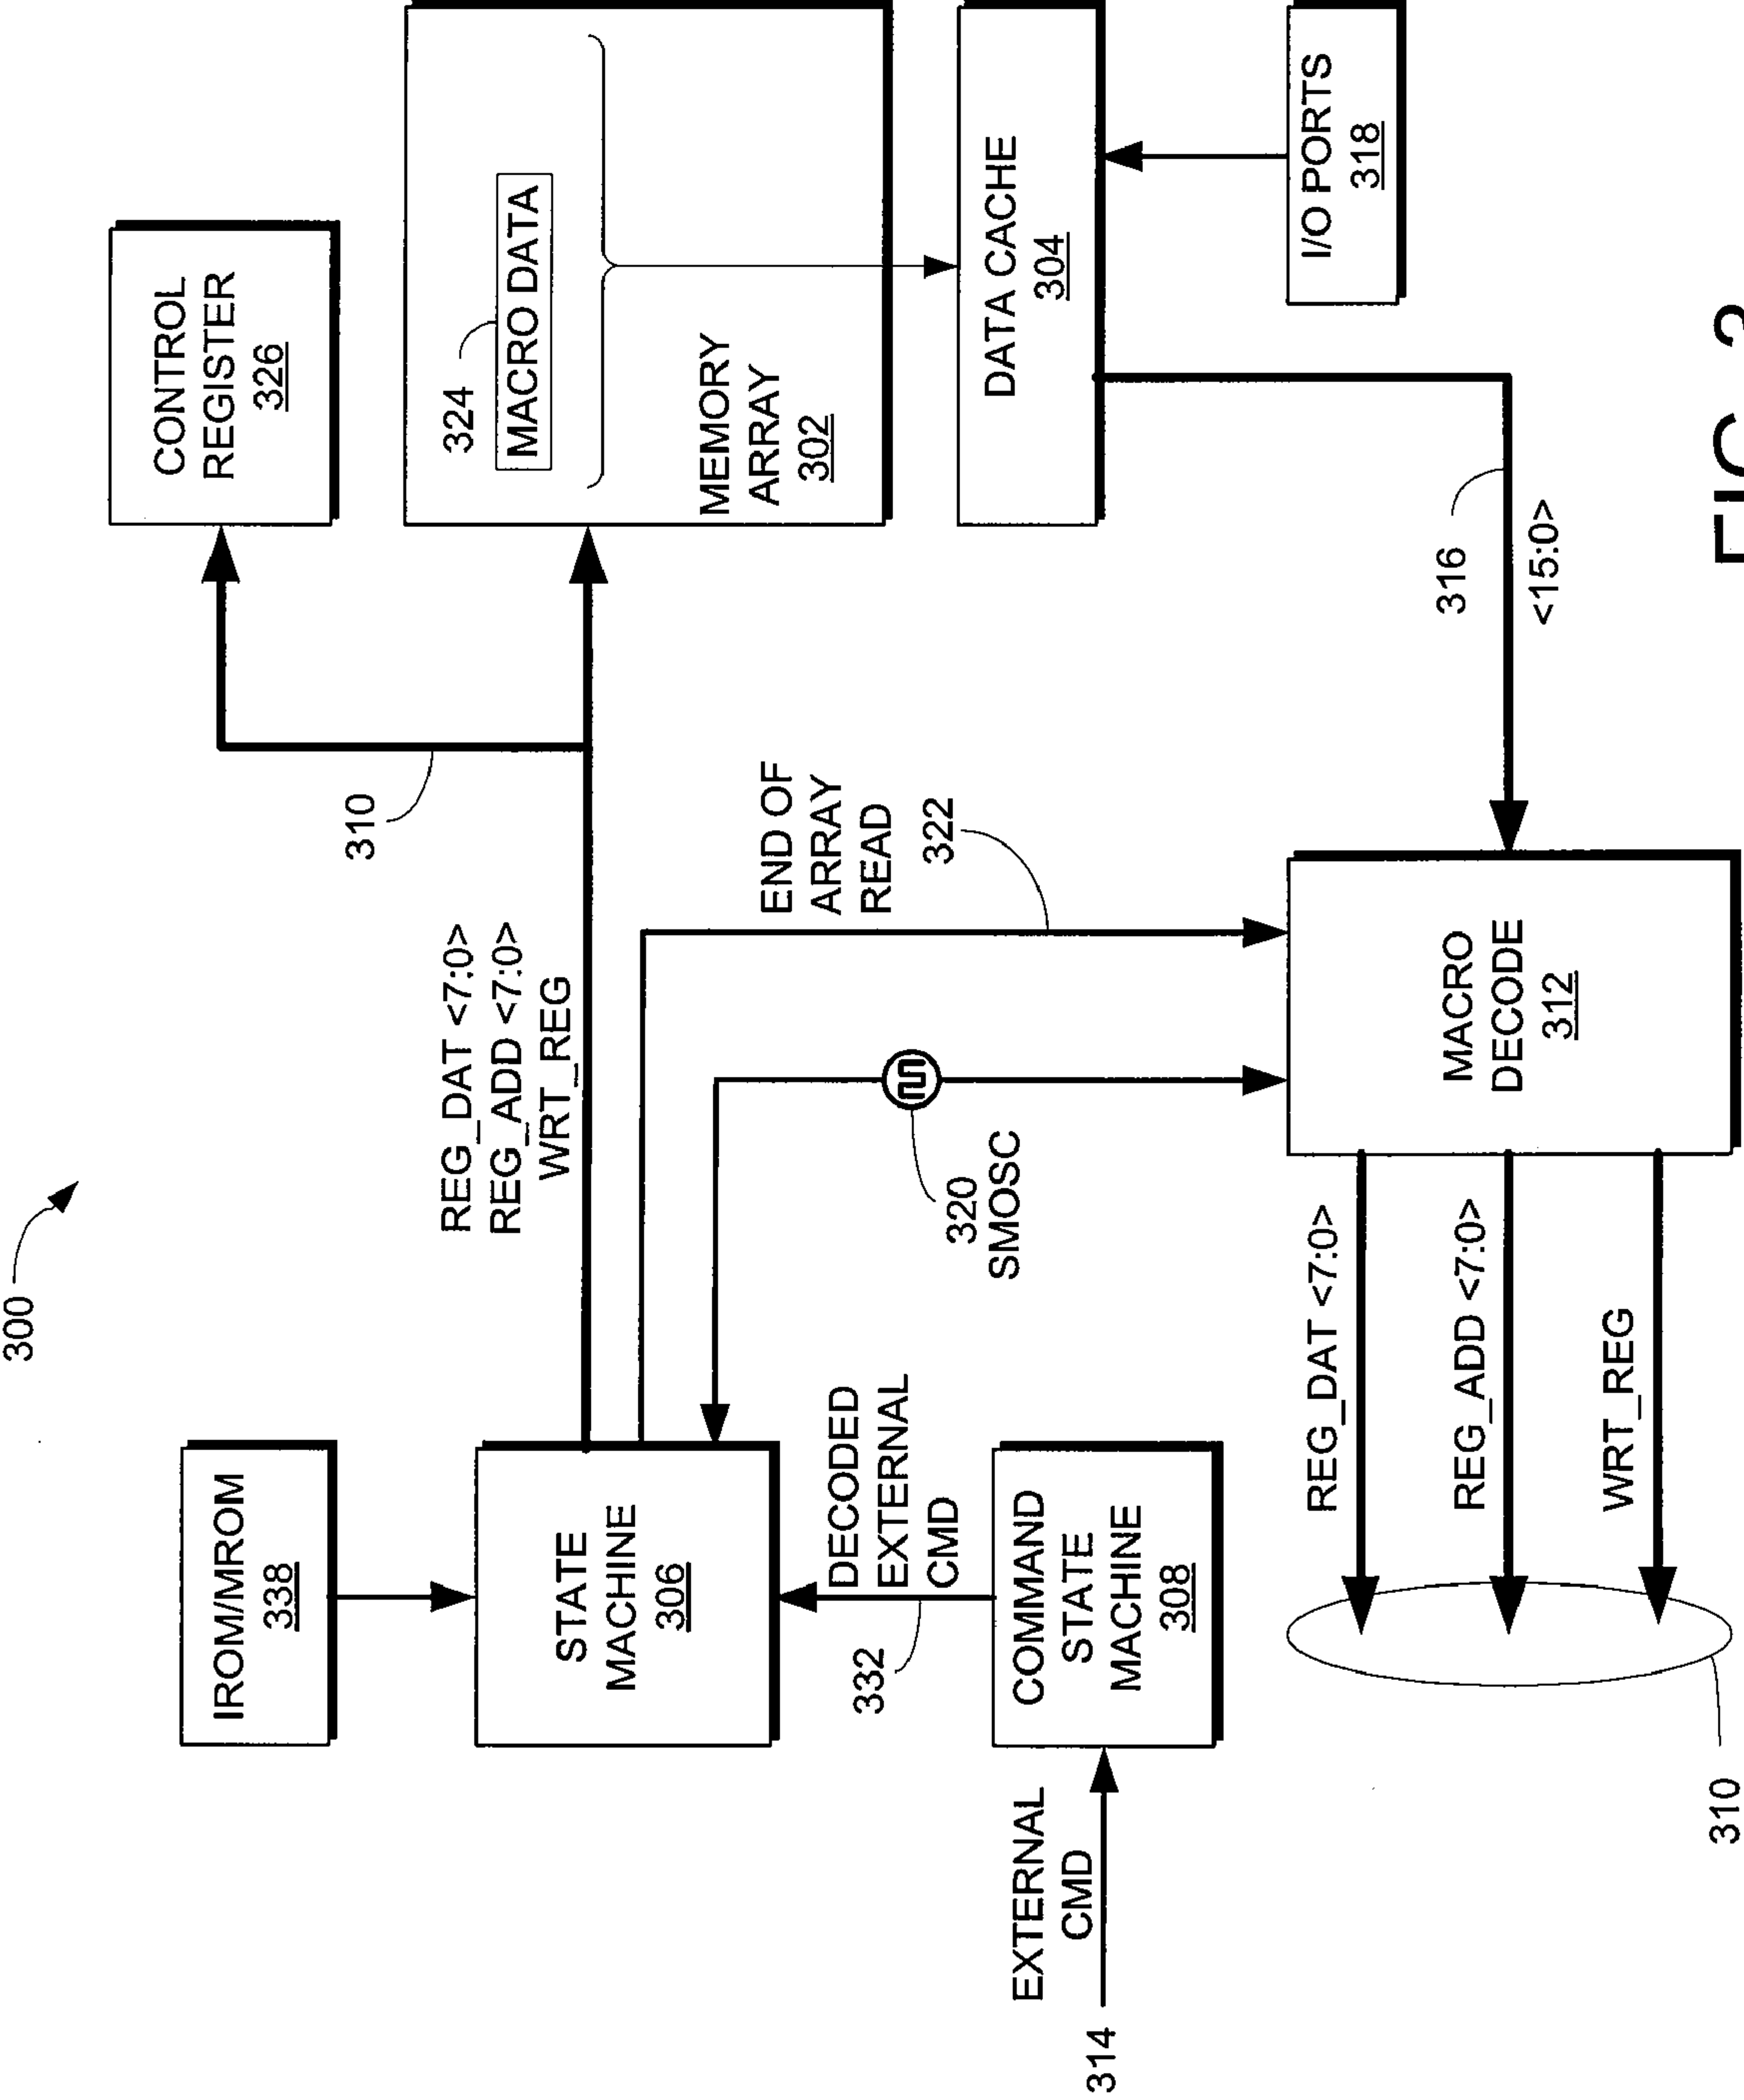 300
IROM/MROM
338
STATE
MACHINE
306
DECODED
EXTERNAL
CMD
332
COMMAND
STATE
MACHINE
308
EXTERNAL
CMD
314
REG_DAT <7:0>
REG_ADD <7:0>
WRT_REG
310
CONTROL
REGISTER
326
324
MACRO DATA
MEMORY
ARRAY
302
DATA CACHE
304
I/O PORTS
318
END OF
ARRAY
READ
322
320
SMOSC
316
<15:0>
MACRO
DECODE
312
REG_DAT <7:0>
REG_ADD <7:0>
WRT_REG
310